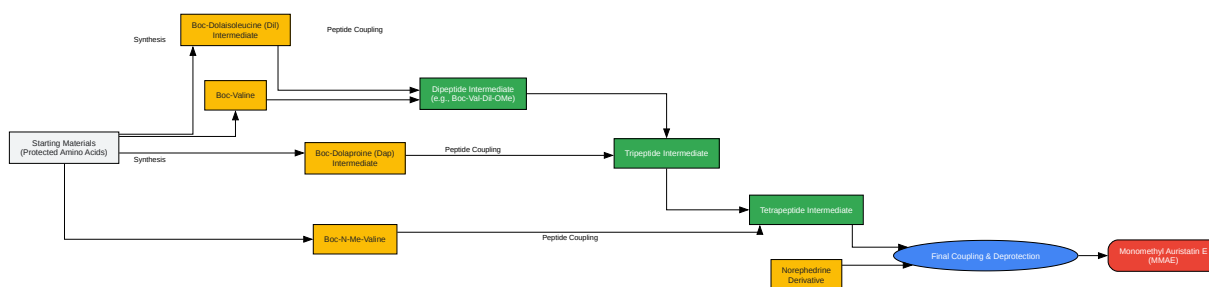 Boc-Dolaisoleucine (Dil)
Intermediate
Peptide Coupling
Synthesis
Boc-Valine
Dipeptide Intermediate
(e.g., Boc-Val-Dil-OMe)
Starting Materials
(Protected Amino Acids)
Synthesis
Boc-Dolaproine (Dap)
Intermediate
Peptide Coupling
Tripeptide Intermediate
Tetrapeptide Intermediate
Boc-N-Me-Valine
Peptide Coupling
Norephedrine
Derivative
Final Coupling & Deprotection
Monomethyl Auristatin E
(MMAE)